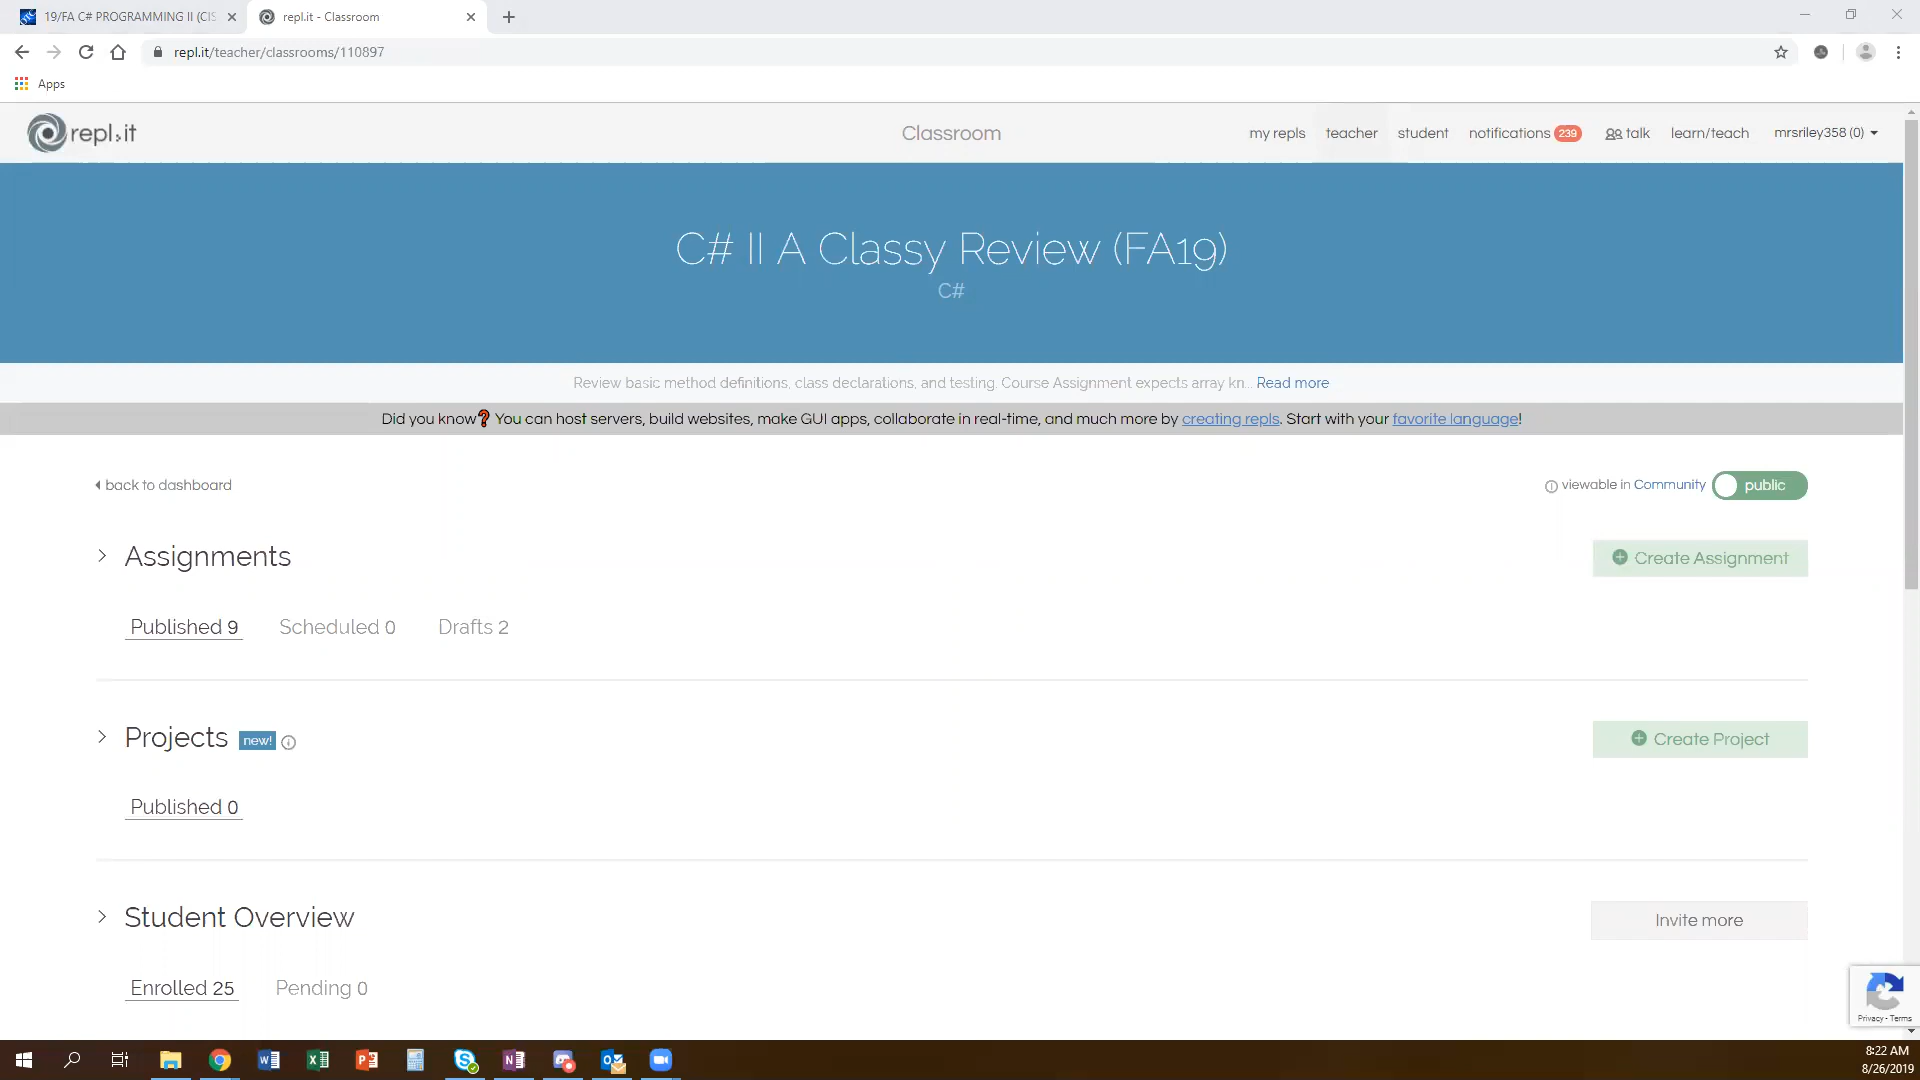 19/FA C# PROGRAMMING II (CIS
repl.it - Classroom
repl.it/teacher/classrooms/110897
Apps
repl.it
Classroom
my repls
teacher
student
notifications 239
talk
learn/teach
mrsriley358 (0)
C# II A Classy Review (FA19)
C#
Review basic method definitions, class declarations, and testing. Course Assignment expects array kn... Read more
Did you know❓ You can host servers, build websites, make GUI apps, collaborate in real-time, and much more by creating repls. Start with your favorite language!
back to dashboard
viewable in Community
public
Assignments
Create Assignment
Published 9
Scheduled 0
Drafts 2
Projects new!
Create Project
Published 0
Student Overview
Invite more
Enrolled 25
Pending 0
Privacy - Terms
8:22 AM
8/26/2019